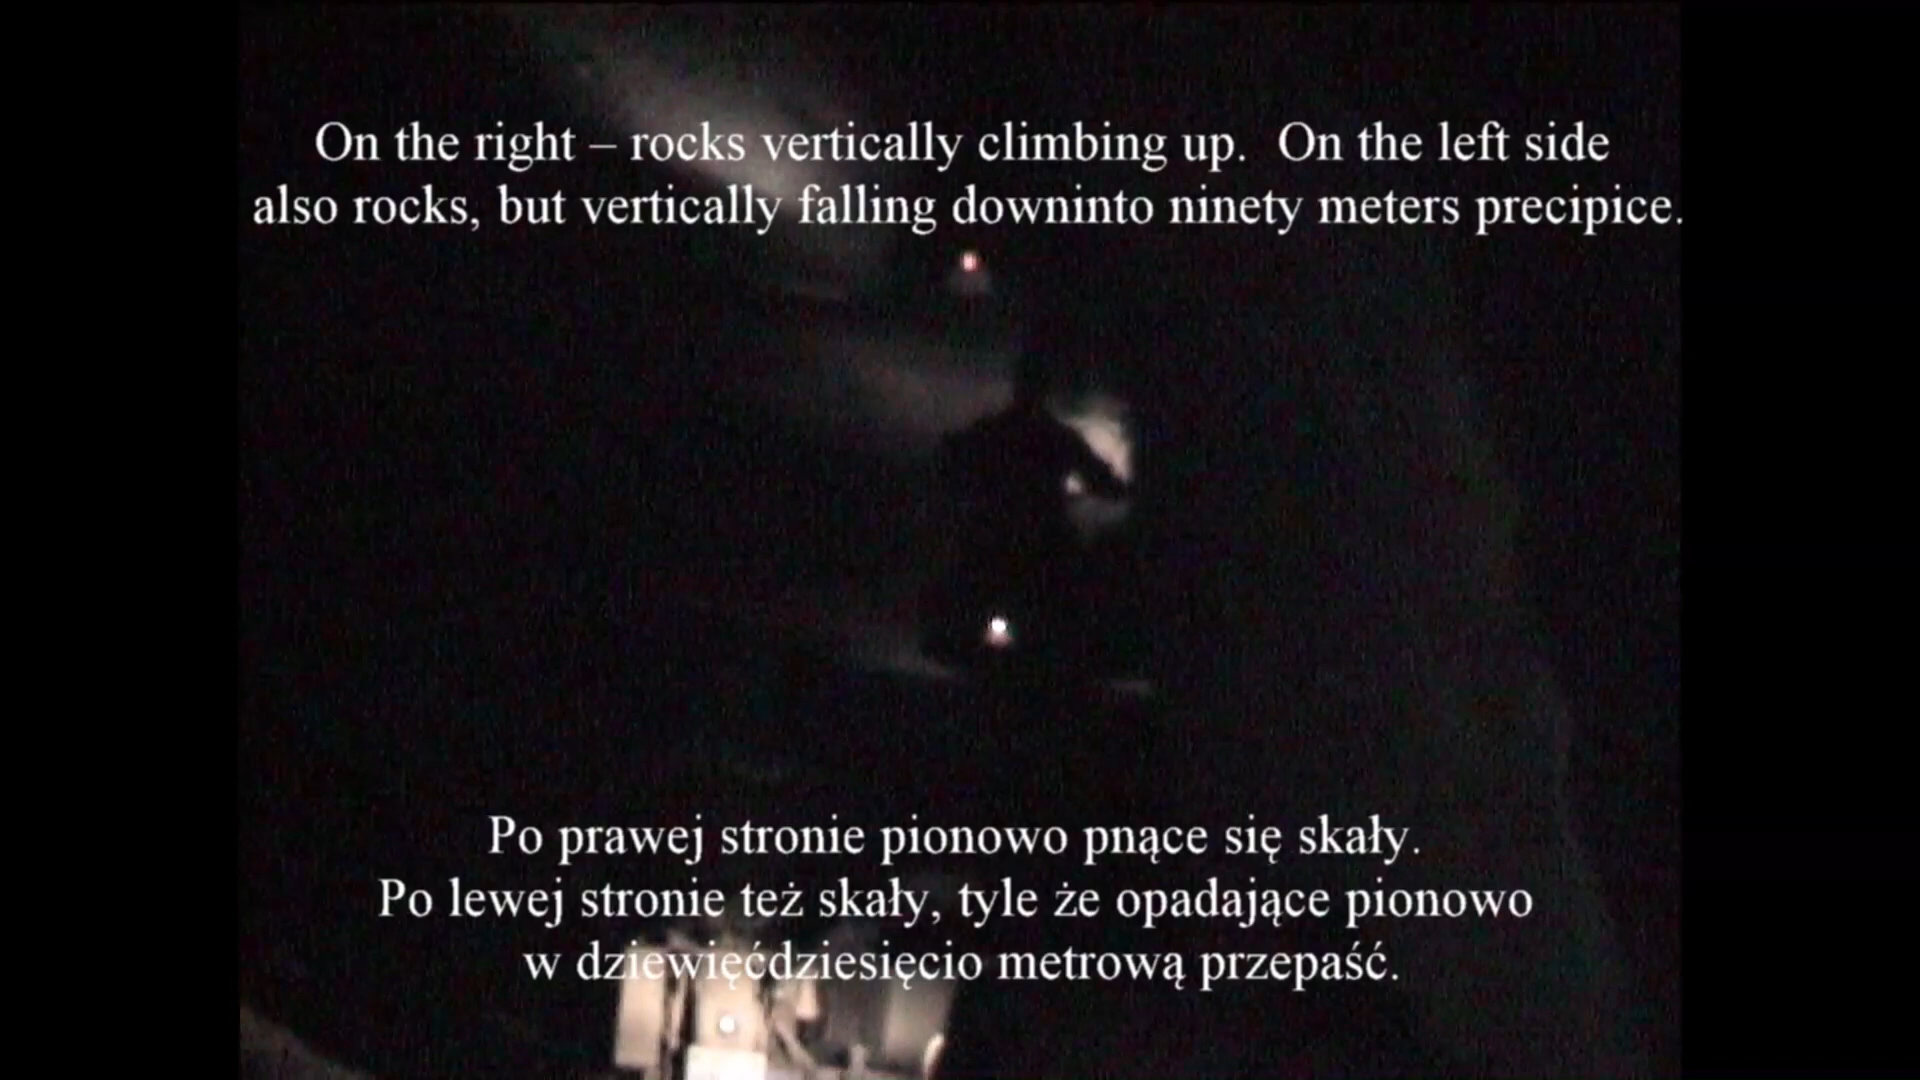 On the right – rocks vertically climbing up.  On the left side
also rocks, but vertically falling downinto ninety meters precipice.
Po prawej stronie pionowo pnące się skały.
Po lewej stronie też skały, tyle że opadające pionowo
w dziewięćdziesięcio metrową przepaść.